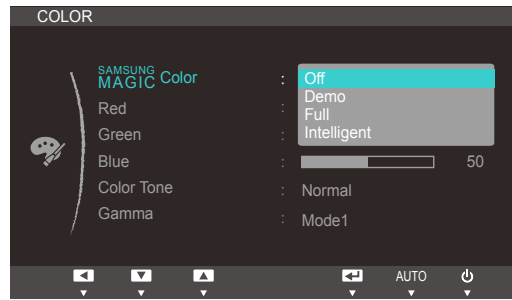 COLOR
SAMSUNG MAGIC Color : Off
Demo
Full
Intelligent
Red :
Green :
Blue : 50
Color Tone : Normal
Gamma : Mode1
AUTO